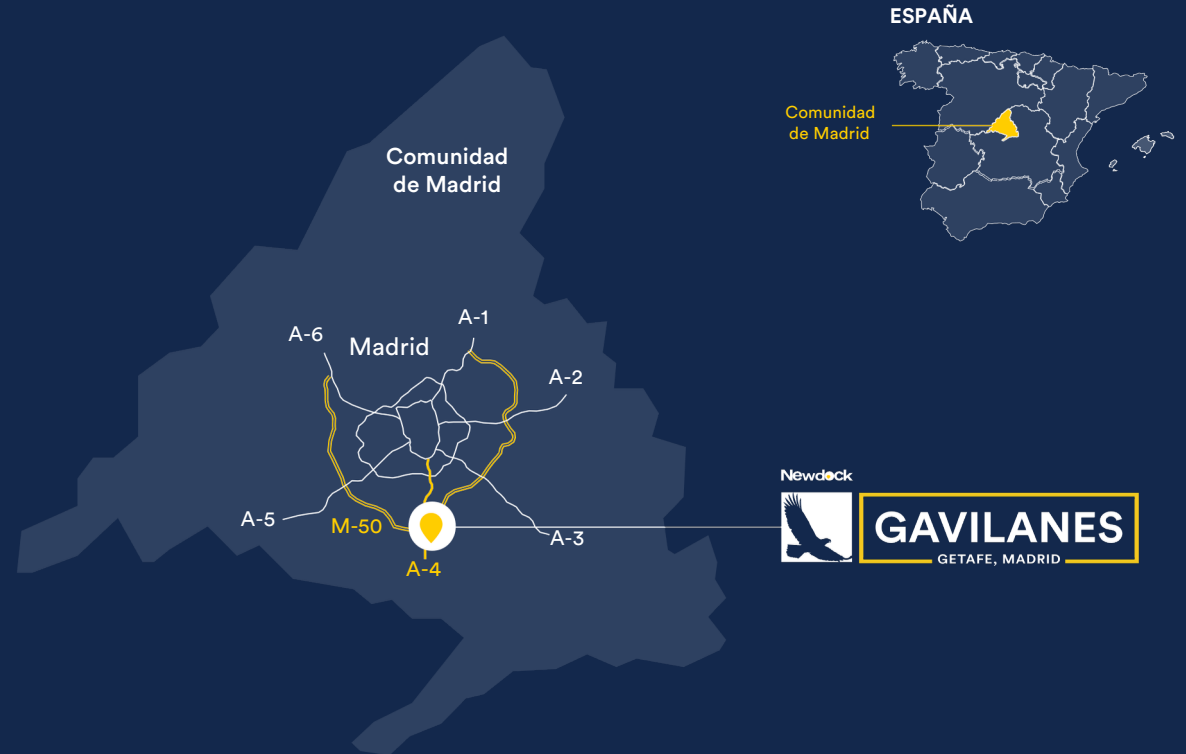 ESPAÑA
Comunidad
de Madrid
Comunidad
de Madrid
A-1
A-6
Madrid
A-2
A-5
M-50
A-3
A-4
Newdock
GAVILANES
GETAFE, MADRID